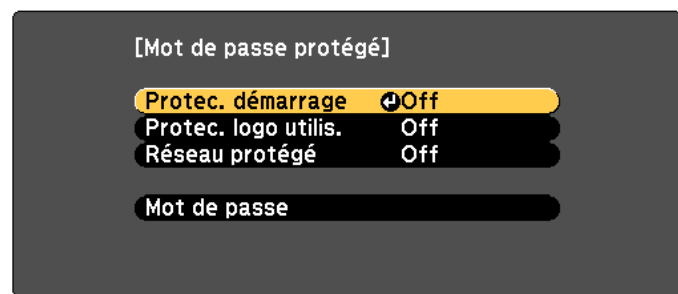 [Mot de passe protégé]
Protec. démarrage Off
Protec. logo utilis. Off
Réseau protégé Off
Mot de passe